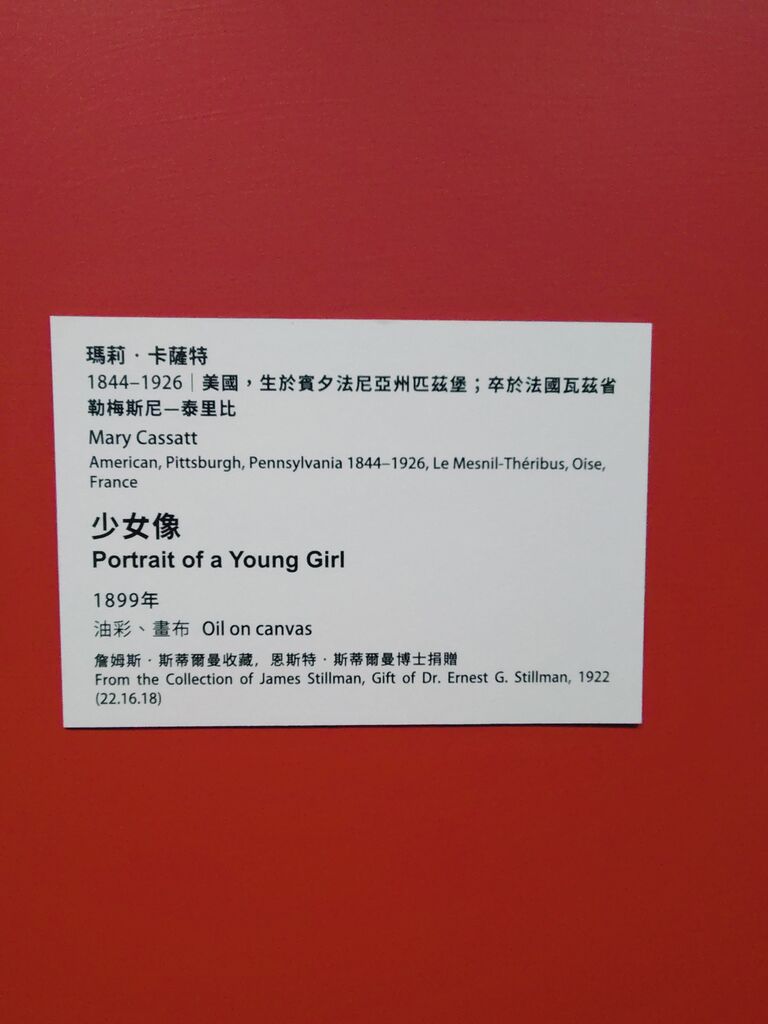 瑪莉．卡薩特
1844–1926｜美國，生於賓夕法尼亞州匹茲堡；卒於法國瓦茲省
勒梅斯尼—泰里比
Mary Cassatt
American, Pittsburgh, Pennsylvania 1844–1926, Le Mesnil-Théribus, Oise,
France
少女像
Portrait of a Young Girl
1899年
油彩、畫布 Oil on canvas
詹姆斯．斯蒂爾曼收藏, 恩斯特．斯蒂爾曼博士捐贈
From the Collection of James Stillman, Gift of Dr. Ernest G. Stillman, 1922
(22.16.18)